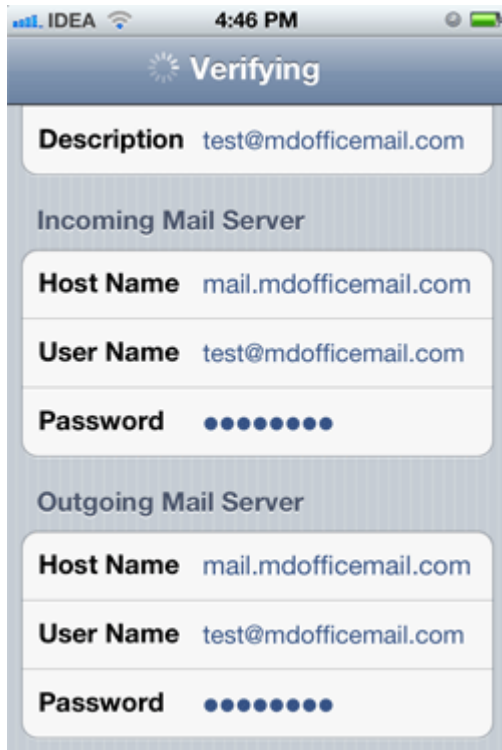 IDEA 4:46 PM
Verifying
Description test@mdofficemail.com
Incoming Mail Server
Host Name mail.mdofficemail.com
User Name test@mdofficemail.com
Password ●●●●●●●●
Outgoing Mail Server
Host Name mail.mdofficemail.com
User Name test@mdofficemail.com
Password ●●●●●●●●